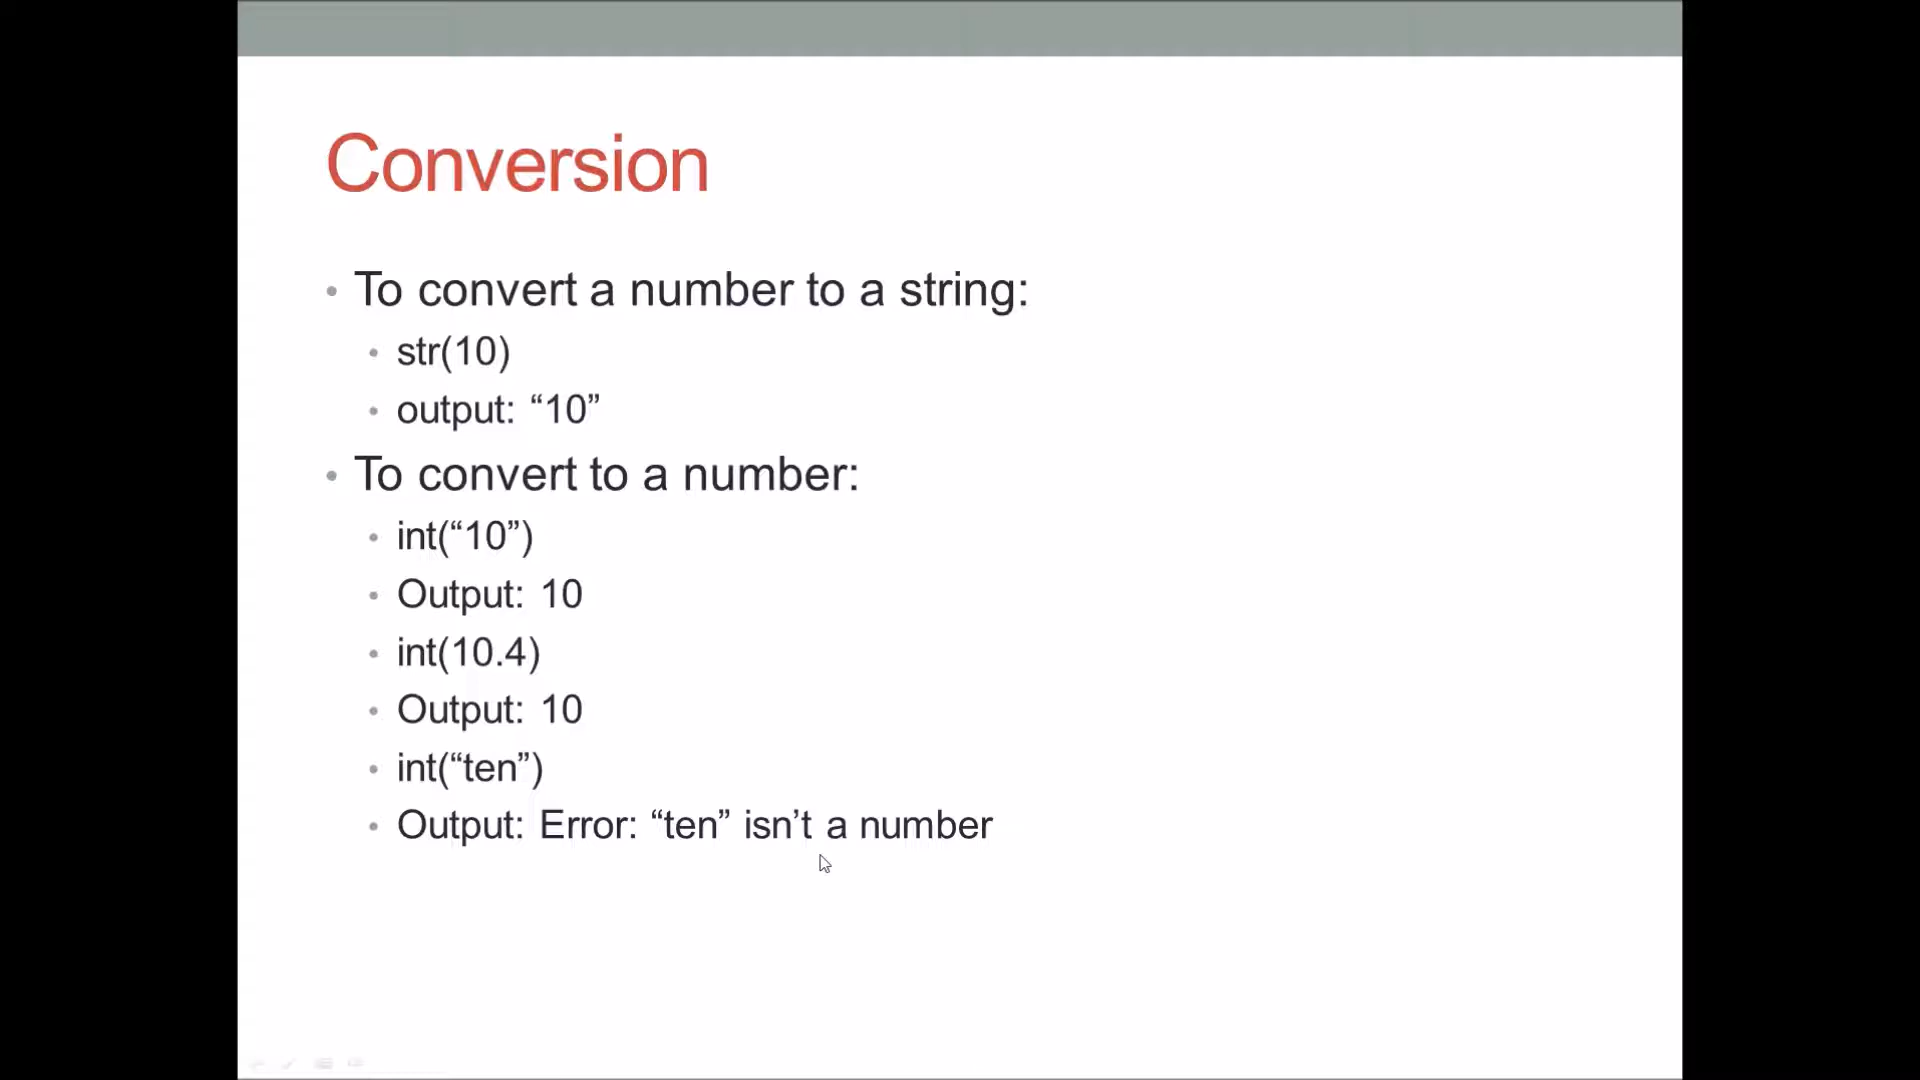 Conversion
• To convert a number to a string:
• str(10)
• output: “10”
• To convert to a number:
• int(“10”)
• Output: 10
• int(10.4)
• Output: 10
• int(“ten”)
• Output: Error: “ten” isn’t a number